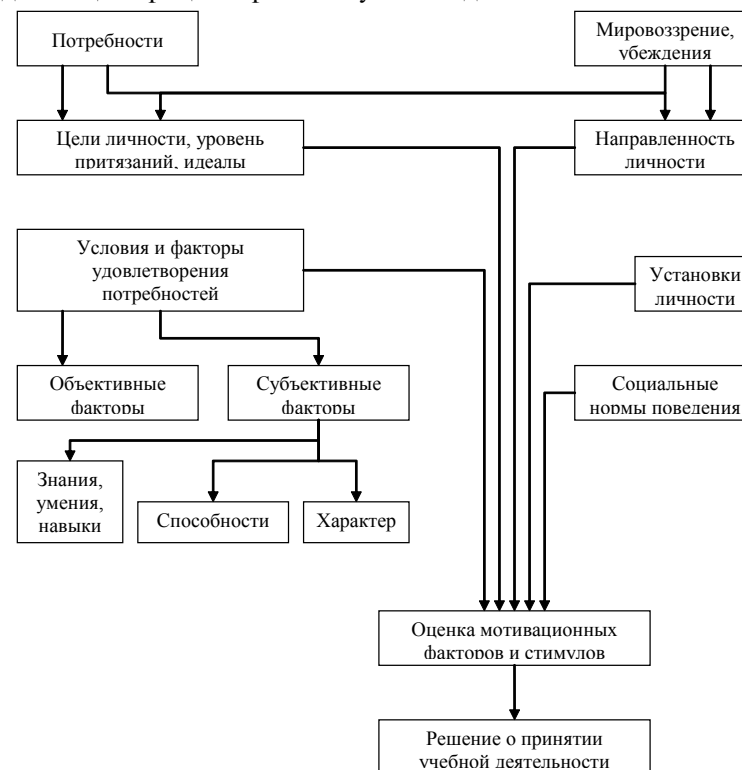 Потребности
Мировоззрение,
убеждения
Цели личности, уровень
притязаний, идеалы
Направленность
личности
Условия и факторы
удовлетворения
потребностей
Установки
личности
Объективные
факторы
Субъективные
факторы
Социальные
нормы поведения
Знания,
умения,
навыки
Способности
Характер
Оценка мотивационных
факторов и стимулов
Решение о принятии
учебной деятельности